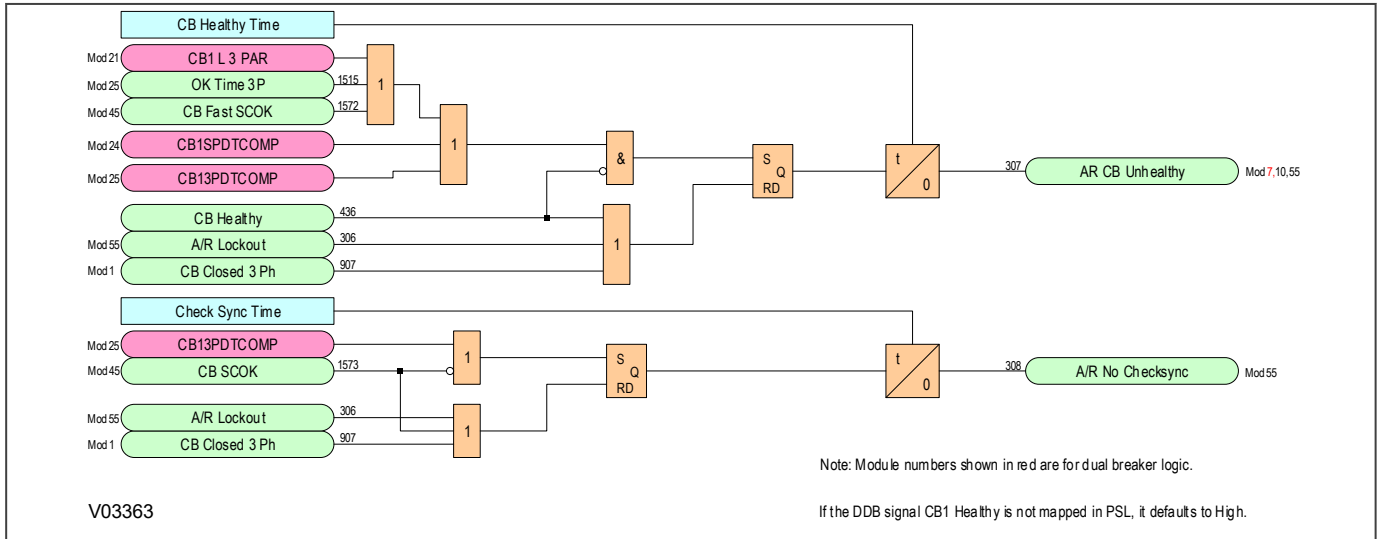 CB Healthy Time
Mod 21 CB1 L 3 PAR
Mod 25 OK Time 3P 1515
Mod 45 CB Fast SCOK 1572
1
Mod 24 CB1SPDTCOMP
Mod 25 CB13PDTCOMP
1
&
S
Q
RD
t
0
307 AR CB Unhealthy Mod 7,10,55
CB Healthy 436
Mod 55 A/R Lockout 306
Mod 1 CB Closed 3 Ph 907
1
Check Sync Time
Mod 25 CB13PDTCOMP
Mod 45 CB SCOK 1573
1
S
Q
RD
t
0
308 A/R No Checksync Mod 55
Mod 55 A/R Lockout 306
Mod 1 CB Closed 3 Ph 907
1
Note: Module numbers shown in red are for dual breaker logic.
V03363
If the DDB signal CB1 Healthy is not mapped in PSL, it defaults to High.